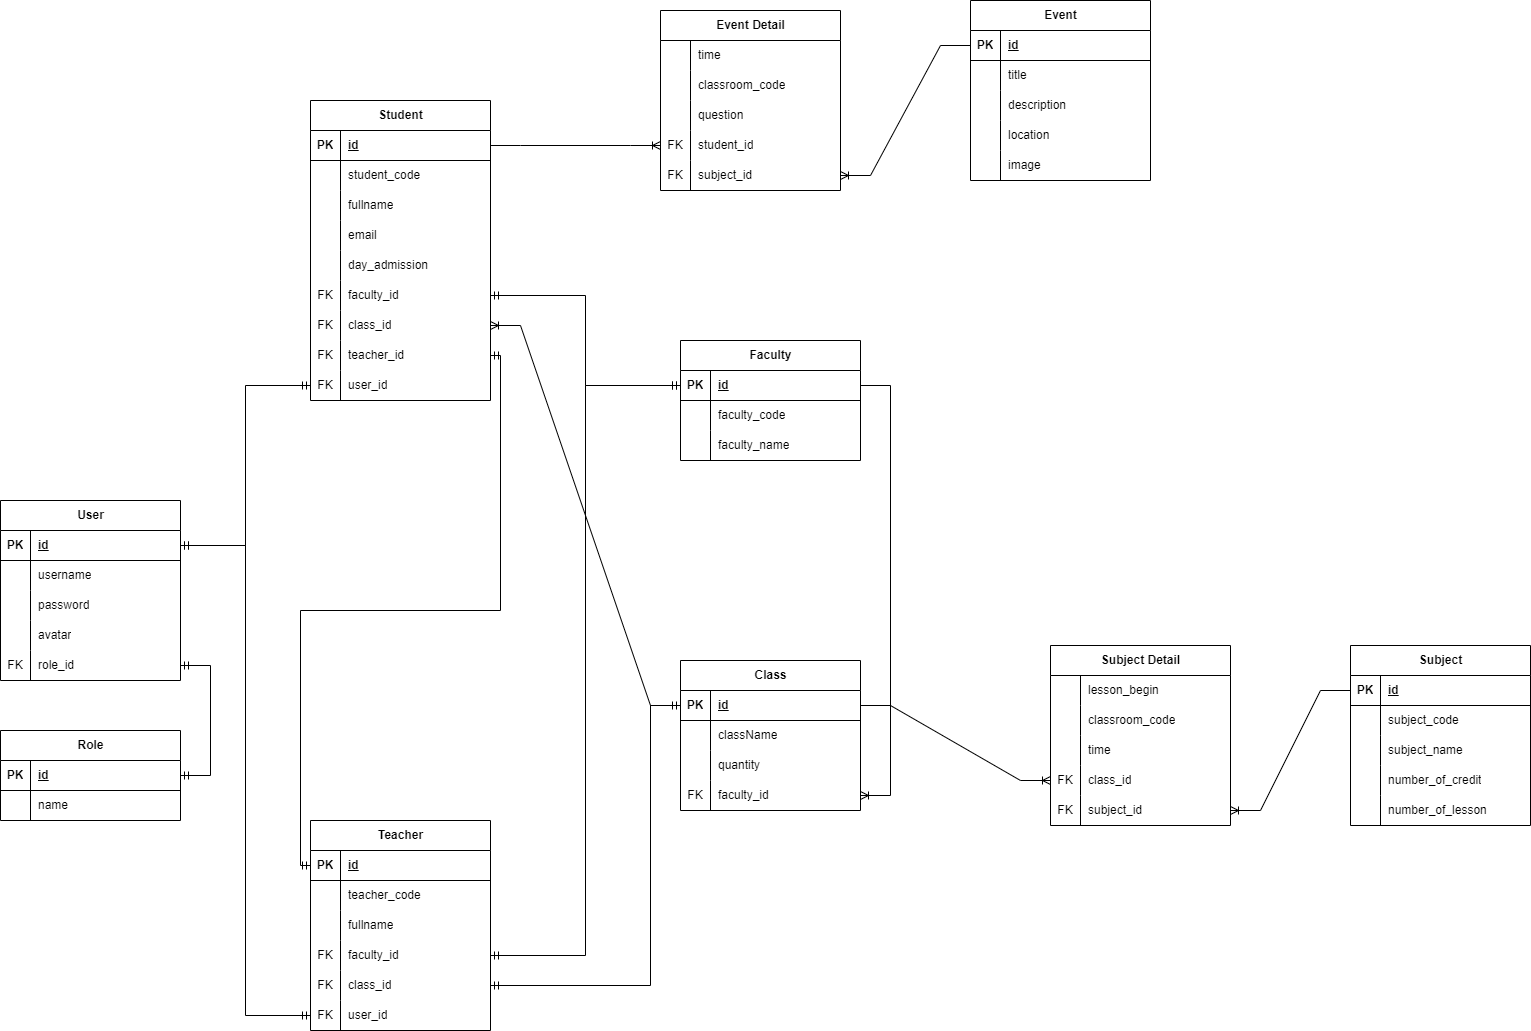 Event Detail
time
classroom_code
question
FK student_id
FK subject_id
Event
PK id
title
description
location
image
Student
PK id
student_code
fullname
email
day_admission
FK faculty_id
FK class_id
FK teacher_id
FK user_id
Faculty
PK id
faculty_code
faculty_name
User
PK id
username
password
avatar
FK role_id
Role
PK id
name
Class
PK id
className
quantity
FK faculty_id
Subject Detail
lesson_begin
classroom_code
time
FK class_id
FK subject_id
Subject
PK id
subject_code
subject_name
number_of_credit
number_of_lesson
Teacher
PK id
teacher_code
fullname
FK faculty_id
FK class_id
FK user_id